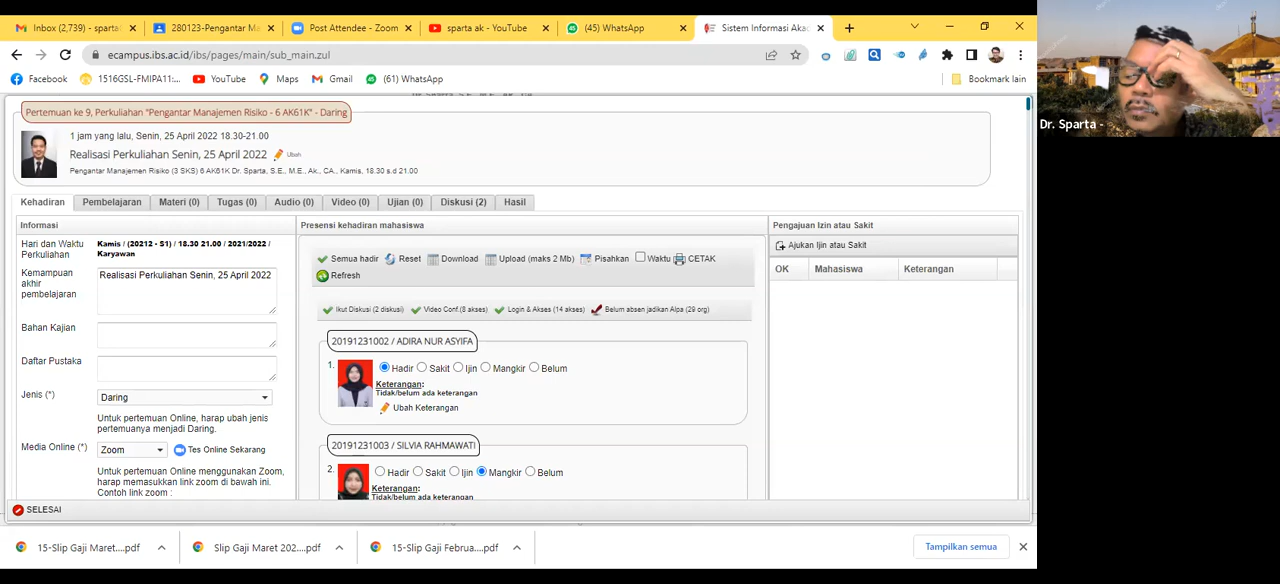 Inbox (2,739) - sparta
280123-Pengantar M
Post Attendee - Zoom
sparta ak - YouTube
(45) WhatsApp
Sistem Informasi Aka
ecampus.ibs.ac.id/ibs/pages/main/sub_main.zul
Facebook
1516GSL-FMIPA11:...
YouTube
Maps
Gmail
(61) WhatsApp
Bookmark lain
Pertemuan ke 9, Perkuliahan "Pengantar Manajemen Risiko - 6 AK61K" - Daring
1 jam yang lalu, Senin, 25 April 2022 18.30-21.00
Realisasi Perkuliahan Senin, 25 April 2022 Ubah
Pengantar Manajemen Risiko (3 SKS) 6 AK61K Dr. Sparta, S.E., M.E., Ak., CA., Kamis, 18.30 s.d 21.00
Kehadiran
Pembelajaran
Materi (0)
Tugas (0)
Audio (0)
Video (0)
Ujian (0)
Diskusi (2)
Hasil
Informasi
Hari dan Waktu
Perkuliahan
Kamis / (20212 - S1) / 18.30 21.00 / 2021/2022 /
Karyawan
Kemampuan
akhir
pembelajaran
Realisasi Perkuliahan Senin, 25 April 2022
Bahan Kajian
Daftar Pustaka
Jenis (*)
Daring
Untuk pertemuan Online, harap ubah jenis
pertemuanya menjadi Daring.
Media Online (*)
Zoom
Tes Online Sekarang
Untuk pertemuan Online menggunakan Zoom,
harap memasukkan link zoom di bawah ini.
Contoh link zoom :
Presensi kehadiran mahasiswa
Semua hadir
Reset
Download
Upload (maks 2 Mb)
Pisahkan
Waktu
CETAK
Refresh
Ikut Diskusi (2 diskusi)
Video Conf.(8 akses)
Login & Akses (14 akses)
Belum absen jadikan Alpa (29 org)
20191231002 / ADIRA NUR ASYIFA
1.
Hadir Sakit Ijin Mangkir Belum
Keterangan:
Tidak/belum ada keterangan
Ubah Keterangan
20191231003 / SILVIA RAHMAWATI
2.
Hadir Sakit Ijin Mangkir Belum
Keterangan:
Tidak/belum ada keterangan
Pengajuan Izin atau Sakit
Ajukan Ijin atau Sakit
OK
Mahasiswa
Keterangan
SELESAI
15-Slip Gaji Maret....pdf
Slip Gaji Maret 202....pdf
15-Slip Gaji Februa....pdf
Tampilkan semua
Dr. Sparta -